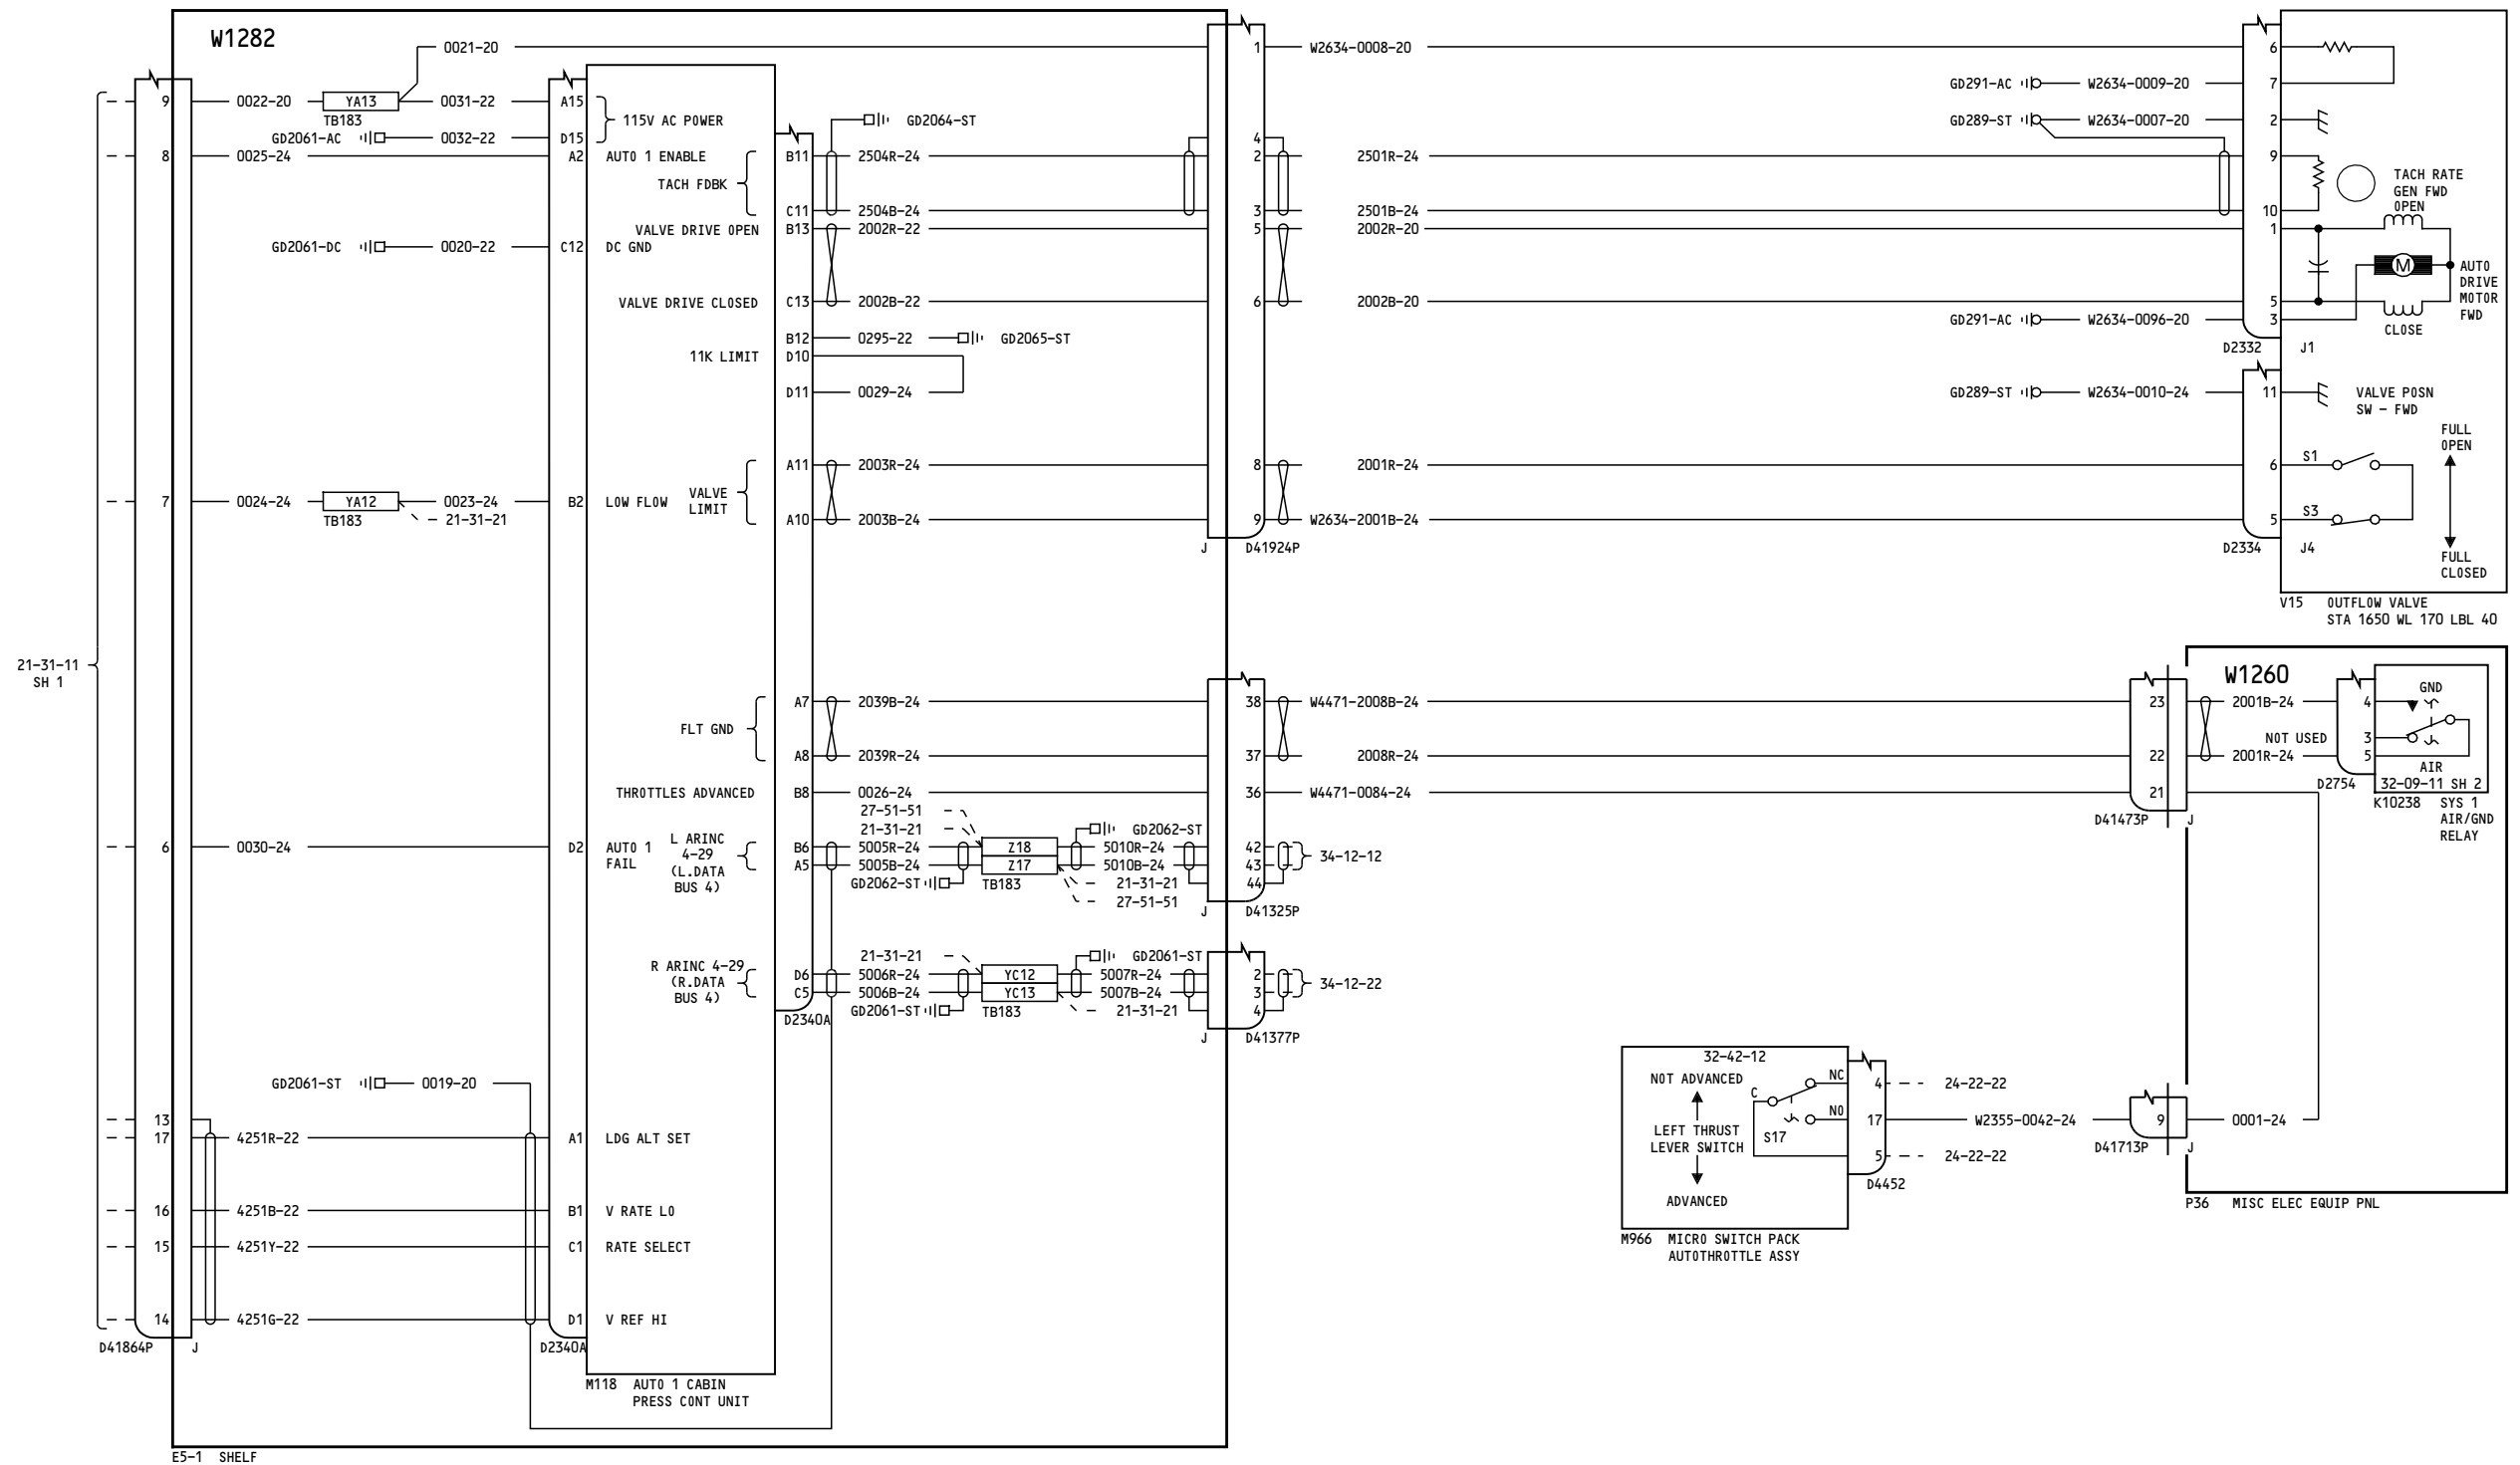 W1282
21-31-11
SH 1
9
0022-20
YA13
TB183
0021-20
0031-22
A15
GD2061-AC
0032-22
D15
115V AC POWER
8
0025-24
A2
AUTO 1 ENABLE
GD2061-DC
0020-22
C12
DC GND
7
0024-24
YA12
TB183
0023-24
21-31-21
B2
LOW FLOW
6
0030-24
D2
AUTO 1
FAIL
GD2061-ST
0019-20
13
17
4251R-22
A1
LDG ALT SET
16
4251B-22
B1
V RATE LO
15
4251Y-22
C1
RATE SELECT
14
4251G-22
D1
V REF HI
D41864P
J
D2340A
M118
AUTO 1 CABIN
PRESS CONT UNIT
E5-1
SHELF
TACH FDBK
B11
2504R-24
GD2064-ST
C11
2504B-24
VALVE DRIVE OPEN
B13
2002R-22
VALVE DRIVE CLOSED
C13
2002B-22
B12
0295-22
GD2065-ST
11K LIMIT
D10
D11
0029-24
VALVE
LIMIT
A11
2003R-24
A10
2003B-24
FLT GND
A7
2039B-24
A8
2039R-24
THROTTLES ADVANCED
B8
0026-24
27-51-51
21-31-21
L ARINC
4-29
(L.DATA
BUS 4)
B6
5005R-24
Z18
A5
5005B-24
Z17
GD2062-ST
TB183
GD2062-ST
5010R-24
5010B-24
21-31-21
27-51-51
21-31-21
R ARINC 4-29
(R.DATA
BUS 4)
D6
5006R-24
YC12
C5
5006B-24
YC13
D2340A
GD2061-ST
TB183
GD2061-ST
5007R-24
5007B-24
21-31-21
1
4
2
3
5
6
8
9
J
D41924P
38
37
36
42
43
44
34-12-12
J
D41325P
2
3
4
34-12-22
J
D41377P
W2634-0008-20
2501R-24
2501B-24
2002R-20
2002B-20
2001R-24
W2634-2001B-24
W4471-2008B-24
2008R-24
W4471-0084-24
GD291-AC
W2634-0009-20
GD289-ST
W2634-0007-20
GD291-AC
W2634-0096-20
GD289-ST
W2634-0010-24
6
7
2
9
10
1
5
3
D2332
J1
TACH RATE
GEN FWD
OPEN
M
AUTO
DRIVE
MOTOR
FWD
CLOSE
11
6
5
D2334
J4
VALVE POSN
SW - FWD
S1
S3
FULL
OPEN
FULL
CLOSED
V15
OUTFLOW VALVE
STA 1650 WL 170 LBL 40
W1260
23
22
21
D41473P
J
2001B-24
NOT USED
2001R-24
4
3
5
D2754
GND
AIR
32-09-11 SH 2
K10238
SYS 1
AIR/GND
RELAY
32-42-12
NOT ADVANCED
LEFT THRUST
LEVER SWITCH
ADVANCED
C
NC
NO
S17
4
17
5
D4452
24-22-22
W2355-0042-24
24-22-22
M966
MICRO SWITCH PACK
AUTOTHROTTLE ASSY
9
D41713P
J
0001-24
P36
MISC ELEC EQUIP PNL